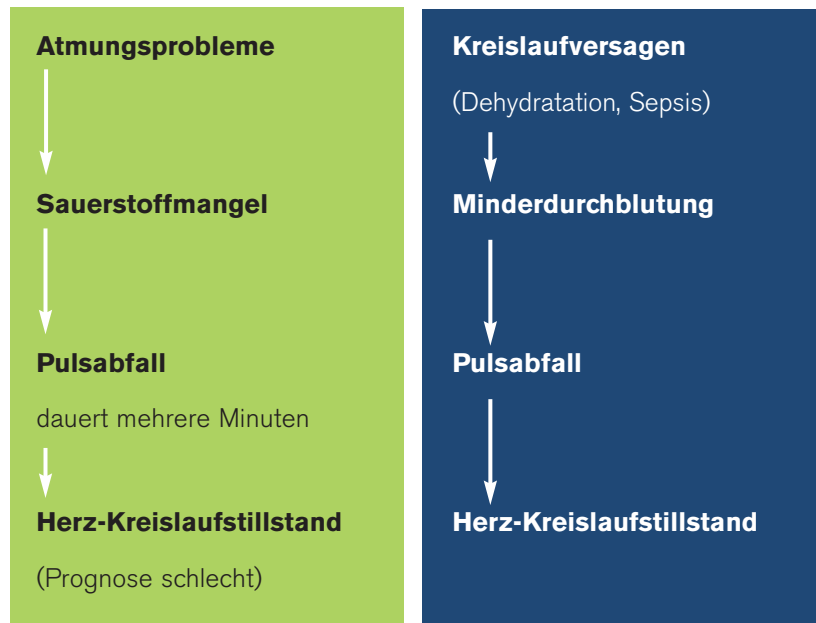 Atmungsprobleme
Sauerstoffmangel
Pulsabfall
dauert mehrere Minuten
Herz-Kreislaufstillstand
(Prognose schlecht)
Kreislaufversagen
(Dehydratation, Sepsis)
Minderdurchblutung
Pulsabfall
Herz-Kreislaufstillstand